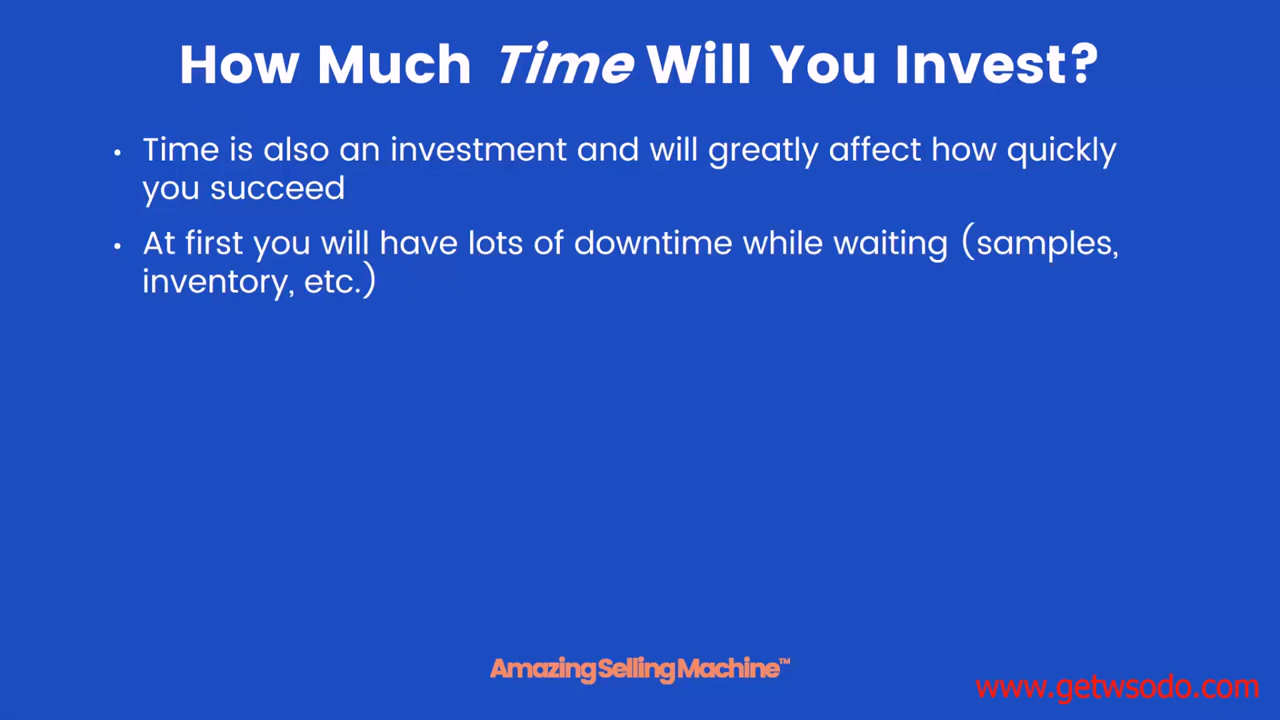 How Much Time Will You Invest?
• Time is also an investment and will greatly affect how quickly
you succeed
• At first you will have lots of downtime while waiting (samples,
inventory, etc.)
AmazingSellingMachine™
www.getwsodo.com